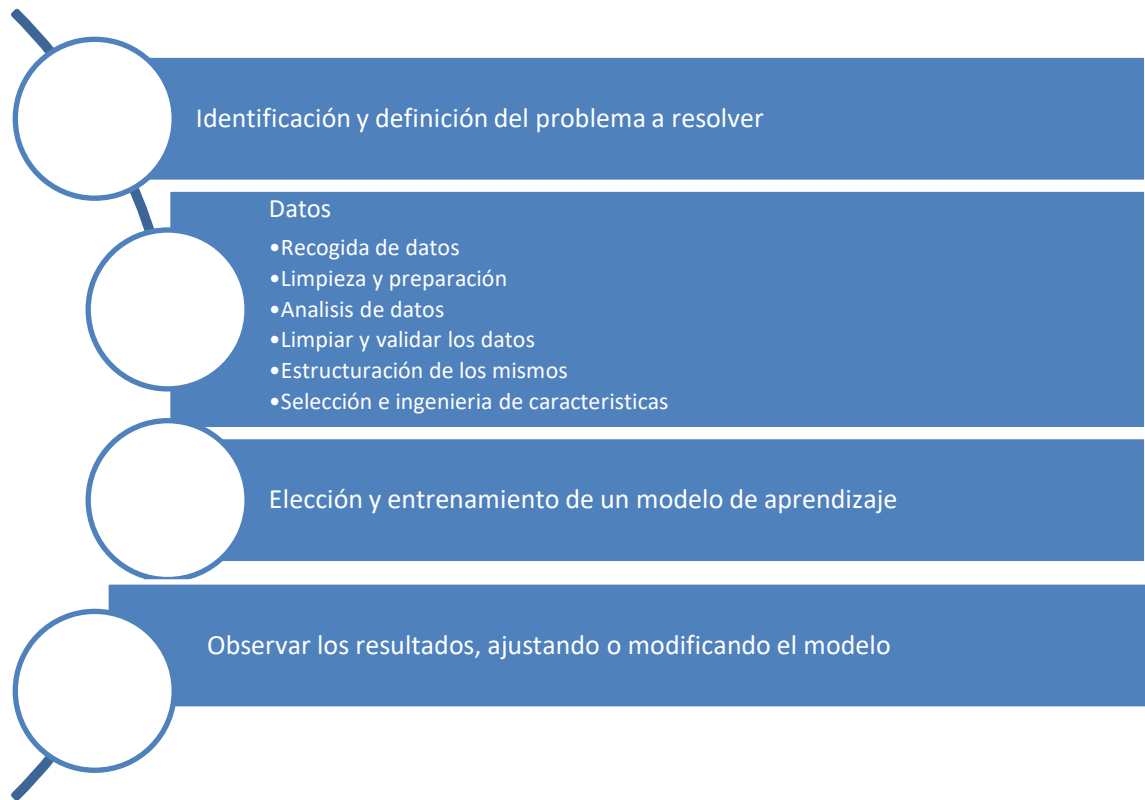 Identificación y definición del problema a resolver
Datos
•Recogida de datos
•Limpieza y preparación
•Analisis de datos
•Limpiar y validar los datos
•Estructuración de los mismos
•Selección e ingenieria de caracteristicas
Elección y entrenamiento de un modelo de aprendizaje
Observar los resultados, ajustando o modificando el modelo